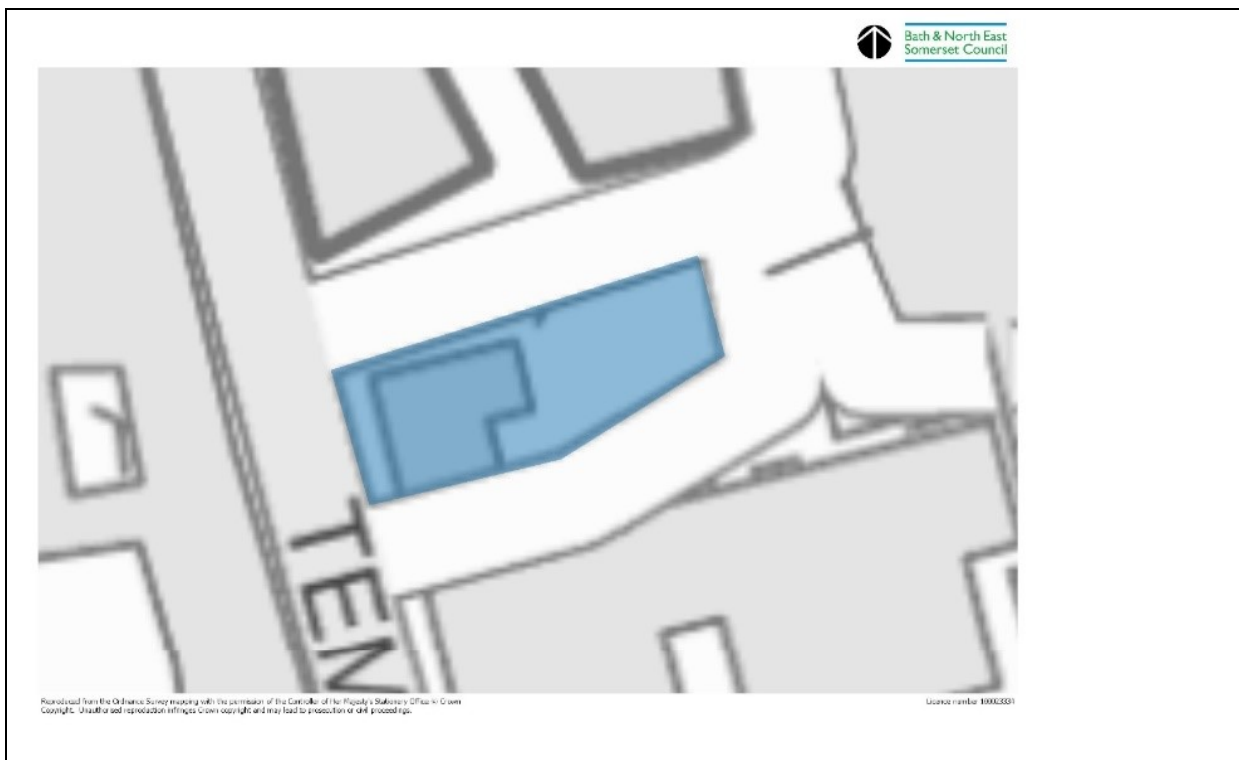 Bath & North East
Somerset Council
TEM
Reproduced from the Ordnance Survey mapping with the permission of the Controller of Her Majesty's Stationery Office © Crown
Copyright. Unauthorised reproduction infringes Crown copyright and may lead to prosecution or civil proceedings.
Licence number 100023334